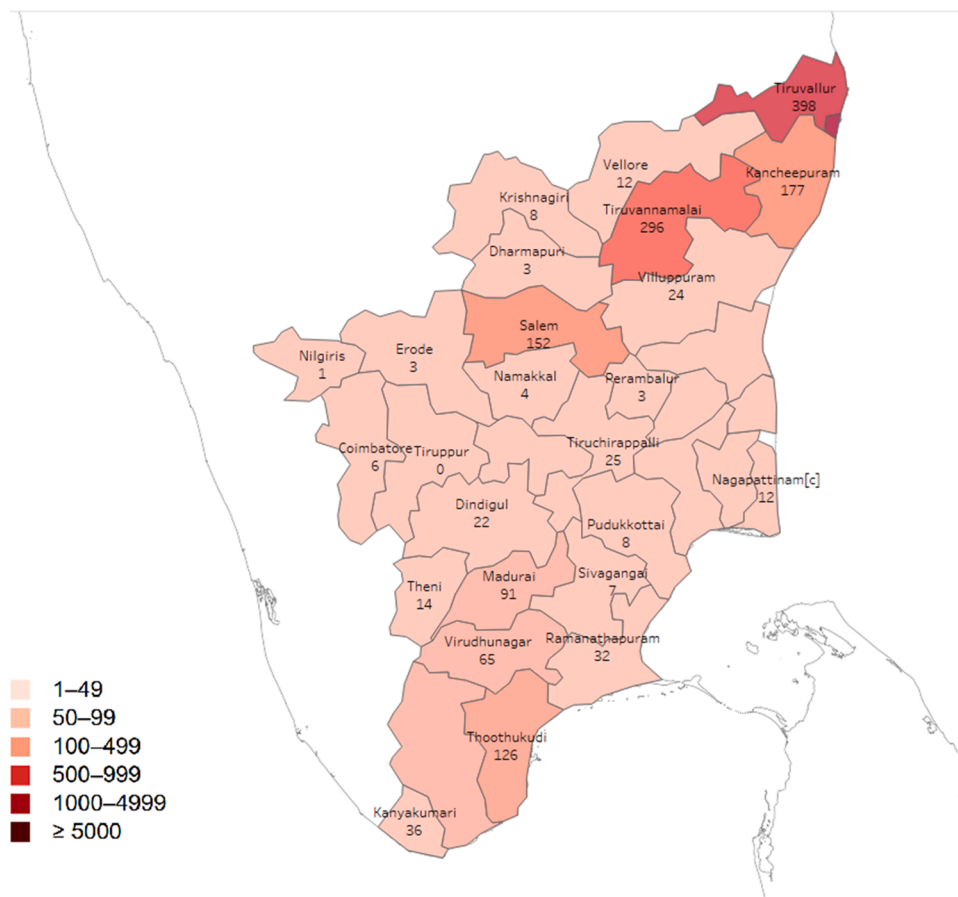 Tiruvallur
398
Kancheepuram
177
Vellore
12
Krishnagiri
8
Tiruvannamalai
296
Dharmapuri
3
Villuppuram
24
Salem
152
Nilgiris
1
Erode
3
Namakkal
4
Perambalur
3
Coimbatore
6
Tiruppur
0
Tiruchirappalli
25
Nagapattinam[c]
12
Dindigul
22
Pudukkottai
8
Theni
14
Madurai
91
Sivagangai
7
Virudhunagar
65
Ramanathapuram
32
Thoothukudi
126
Kanyakumari
36
1–49
50–99
100–499
500–999
1000–4999
≥ 5000